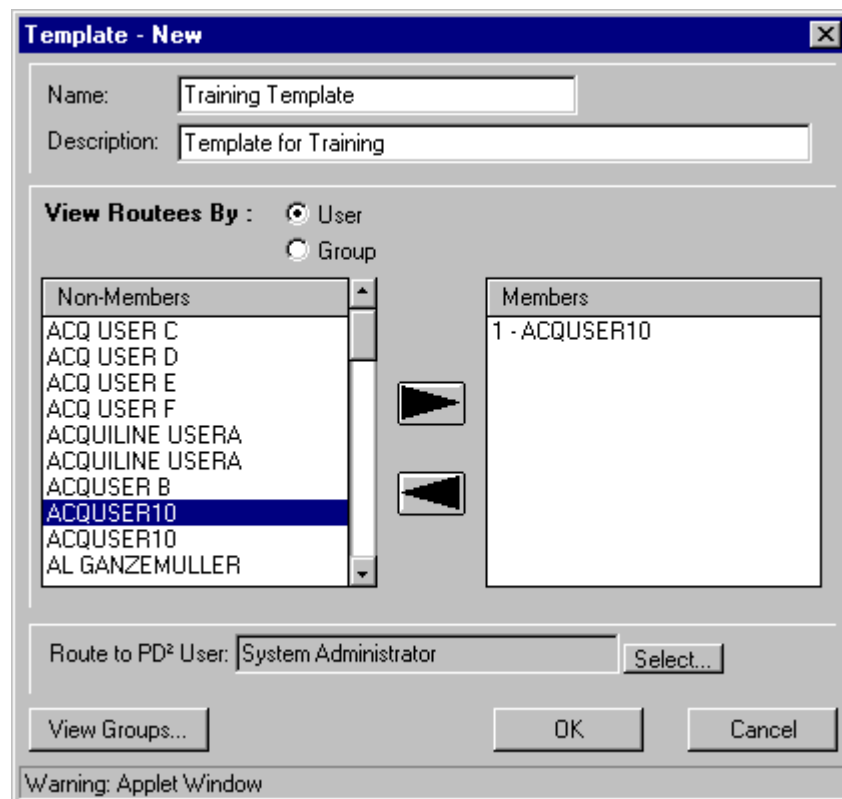 Template - New
Name: Training Template
Description: Template for Training
View Routees By : User
Group
Non-Members
ACQ USER C
ACQ USER D
ACQ USER E
ACQ USER F
ACQUILINE USERA
ACQUILINE USERA
ACQUSER B
ACQUSER10
ACQUSER10
AL GANZEMULLER
Members
1 - ACQUSER10
Route to PD² User: System Administrator Select...
View Groups... OK Cancel
Warning: Applet Window